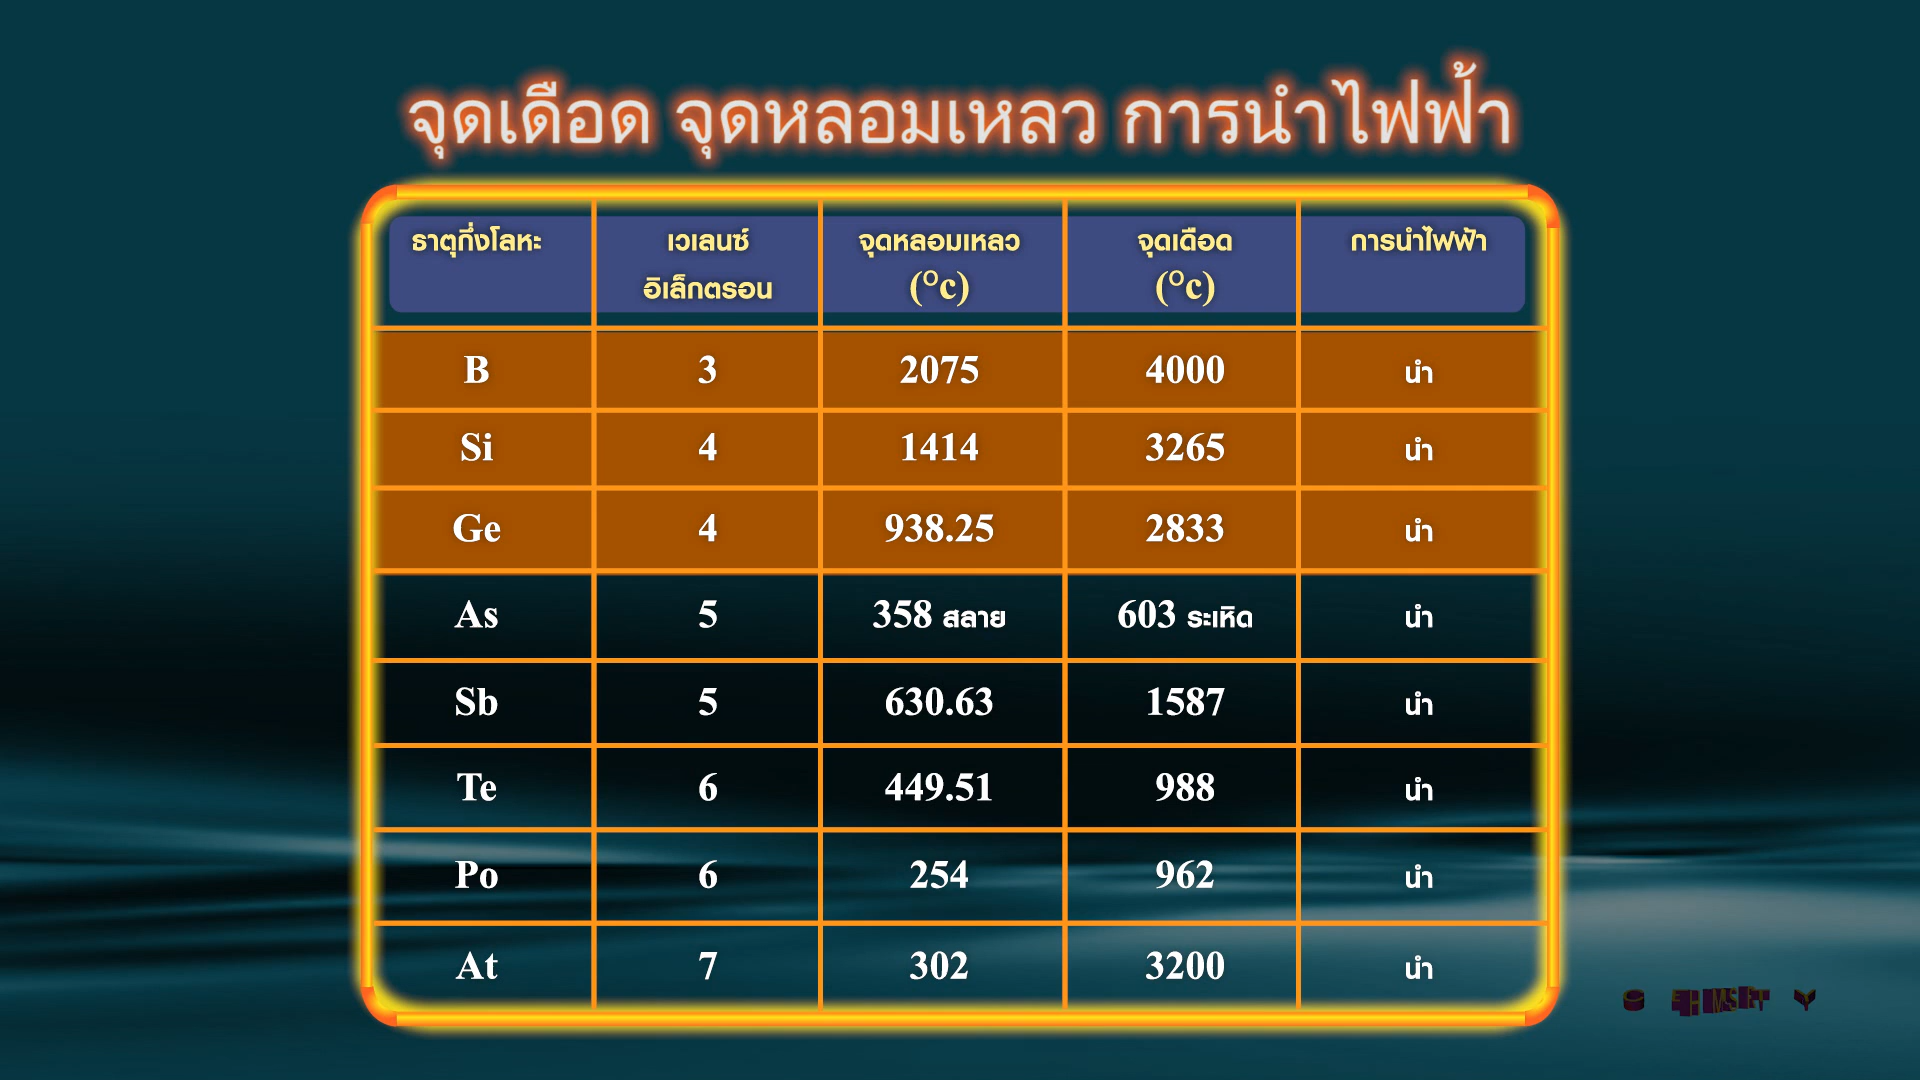 จุดเดือด จุดหลอมเหลว การนำไฟฟ้า
ธาตุกึ่งโลหะ เวเลนซ์ จุดหลอมเหลว จุดเดือด การนำไฟฟ้า
อิเล็กตรอน (°c) (°c)
B 3 2075 4000 นำ
Si 4 1414 3265 นำ
Ge 4 938.25 2833 นำ
As 5 358 สลาย 603 ระเหิด นำ
Sb 5 630.63 1587 นำ
Te 6 449.51 988 นำ
Po 6 254 962 นำ
At 7 302 3200 นำ